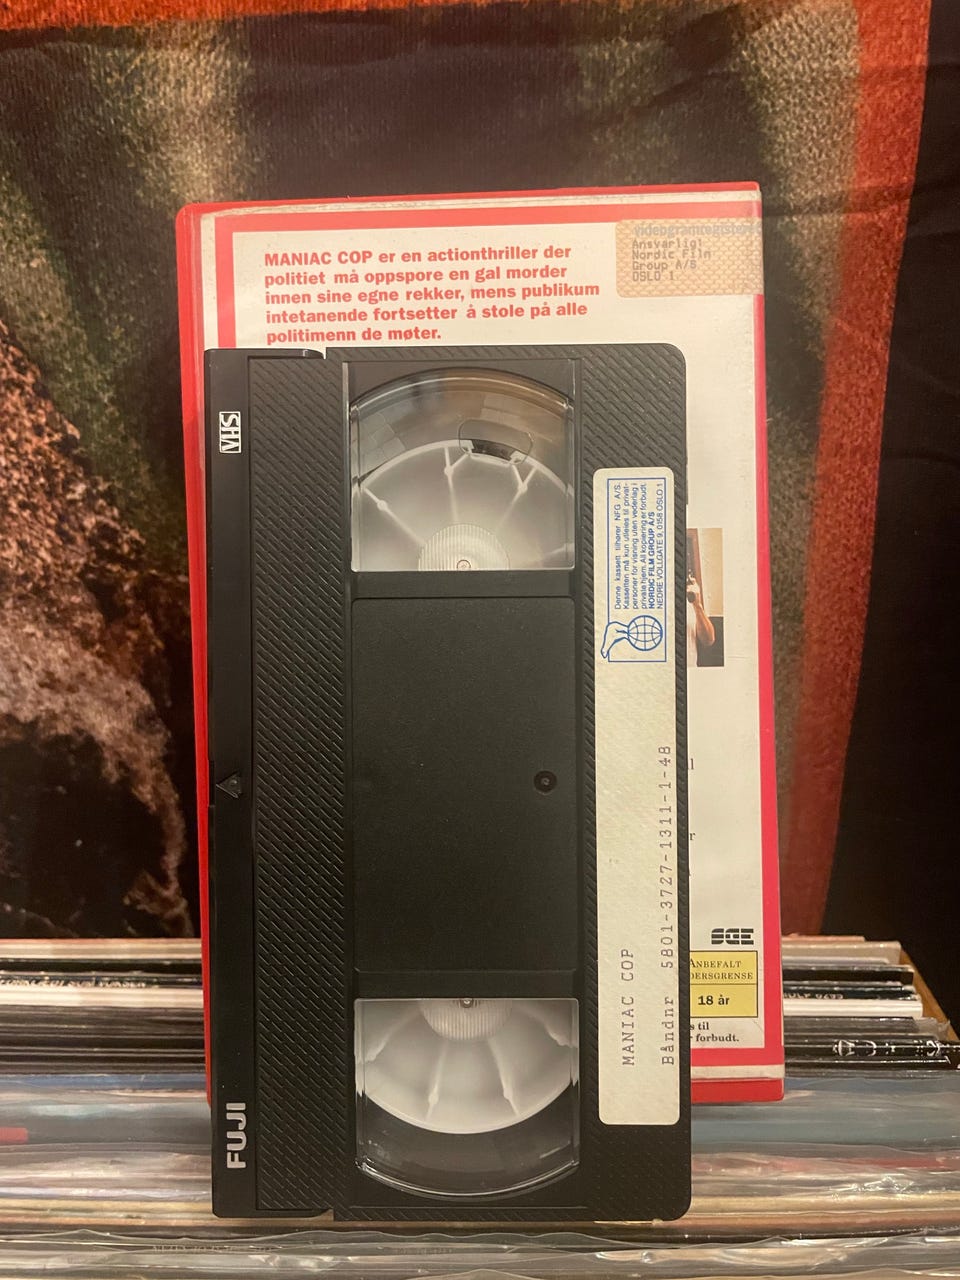 MANIAC COP er en actionthriller der
politiet må oppspore en gal morder
innen sine egne rekker, mens publikum
intetanende fortsetter å stole på alle
politimenn de møter.
videogramregisteret
Ansvarlig:
Nordic Film
Group A/S
OSLO 1
VHS
Denne kassett tilhører NFG A/S.
Kassetten må kun utleies til privat-
personer for visning uten vederlag i
private hjem. All kopiering er forbudt.
NORDIC FILM GROUP A/S
NEDRE VOLLGATE 9, 0158 OSLO 1
MANIAC COP
Båndnr 5801-3727-1311-1-48
FUJI
SGE
ANBEFALT
DERSGRENSE
18 år
s til
r forbudt.